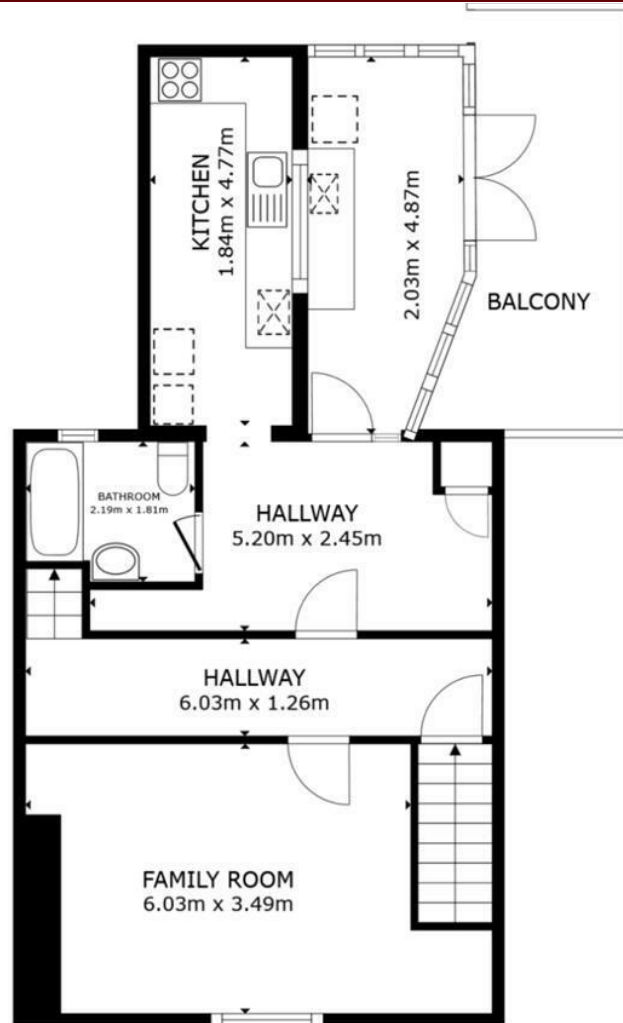 KITCHEN
1.84m x 4.77m
2.03m x 4.87m
BALCONY
BATHROOM
2.19m x 1.81m
HALLWAY
5.20m x 2.45m
HALLWAY
6.03m x 1.26m
FAMILY ROOM
6.03m x 3.49m